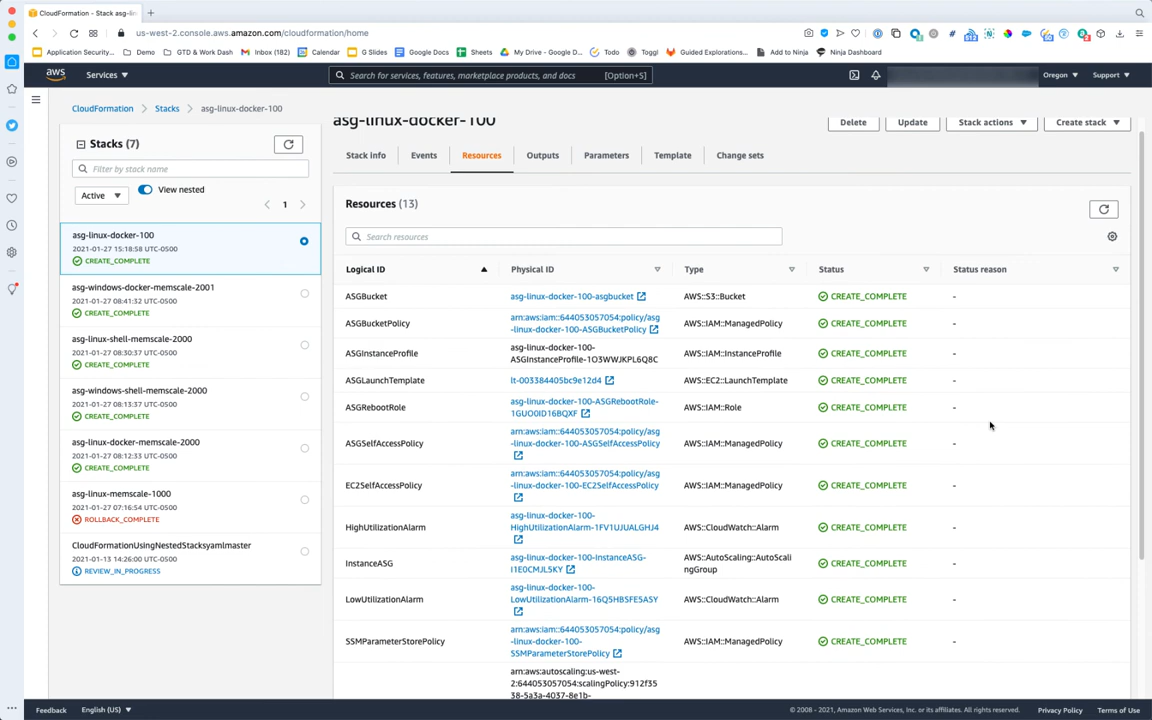 CloudFormation - Stack asg-lin
us-west-2.console.aws.amazon.com/cloudformation/home
Application Security...
Demo
GTD & Work Dash
Inbox (182)
Calendar
G Slides
Google Docs
Sheets
My Drive - Google D...
Todo
Toggl
Guided Explorations...
Add to Ninja
Ninja Dashboard
aws
Services
Search for services, features, marketplace products, and docs
[Option+S]
Oregon
Support
CloudFormation
Stacks
asg-linux-docker-100
Stacks (7)
Filter by stack name
Active
View nested
1
asg-linux-docker-100
2021-01-27 15:18:58 UTC-0500
CREATE_COMPLETE
asg-windows-docker-memscale-2001
2021-01-27 08:41:32 UTC-0500
CREATE_COMPLETE
asg-linux-shell-memscale-2000
2021-01-27 08:30:37 UTC-0500
CREATE_COMPLETE
asg-windows-shell-memscale-2000
2021-01-27 08:13:37 UTC-0500
CREATE_COMPLETE
asg-linux-docker-memscale-2000
2021-01-27 08:12:33 UTC-0500
CREATE_COMPLETE
asg-linux-memscale-1000
2021-01-27 07:16:54 UTC-0500
ROLLBACK_COMPLETE
CloudFormationUsingNestedStacksyamlmaster
2021-01-13 14:26:00 UTC-0500
REVIEW_IN_PROGRESS
asg-linux-docker-100
Delete
Update
Stack actions
Create stack
Stack info
Events
Resources
Outputs
Parameters
Template
Change sets
Resources (13)
Search resources
Logical ID
Physical ID
Type
Status
Status reason
ASGBucket
asg-linux-docker-100-asgbucket
AWS::S3::Bucket
CREATE_COMPLETE
-
ASGBucketPolicy
arn:aws:iam::644053057054:policy/asg
-linux-docker-100-ASGBucketPolicy
AWS::IAM::ManagedPolicy
CREATE_COMPLETE
-
ASGInstanceProfile
asg-linux-docker-100-
ASGInstanceProfile-1O3WWJKPL6Q8C
AWS::IAM::InstanceProfile
CREATE_COMPLETE
-
ASGLaunchTemplate
lt-003384405bc9e12d4
AWS::EC2::LaunchTemplate
CREATE_COMPLETE
-
ASGRebootRole
asg-linux-docker-100-ASGRebootRole-
1GUO0ID16BQXF
AWS::IAM::Role
CREATE_COMPLETE
-
ASGSelfAccessPolicy
arn:aws:iam::644053057054:policy/asg
-linux-docker-100-ASGSelfAccessPolicy
AWS::IAM::ManagedPolicy
CREATE_COMPLETE
-
EC2SelfAccessPolicy
arn:aws:iam::644053057054:policy/asg
-linux-docker-100-EC2SelfAccessPolicy
AWS::IAM::ManagedPolicy
CREATE_COMPLETE
-
HighUtilizationAlarm
asg-linux-docker-100-
HighUtilizationAlarm-1FV1UJUALGHJ4
AWS::CloudWatch::Alarm
CREATE_COMPLETE
-
InstanceASG
asg-linux-docker-100-InstanceASG-
I1E0CMJL5KY
AWS::AutoScaling::AutoScali
ngGroup
CREATE_COMPLETE
-
LowUtilizationAlarm
asg-linux-docker-100-
LowUtilizationAlarm-16Q5HBSFE5ASY
AWS::CloudWatch::Alarm
CREATE_COMPLETE
-
SSMParameterStorePolicy
arn:aws:iam::644053057054:policy/asg
-linux-docker-100-
SSMParameterStorePolicy
AWS::IAM::ManagedPolicy
CREATE_COMPLETE
-
arn:aws:autoscaling:us-west-
2:644053057054:scalingPolicy:912f35
38-5a3a-4037-8e1b-
Feedback
English (US)
© 2008 - 2021, Amazon Web Services, Inc. or its affiliates. All rights reserved.
Privacy Policy
Terms of Use